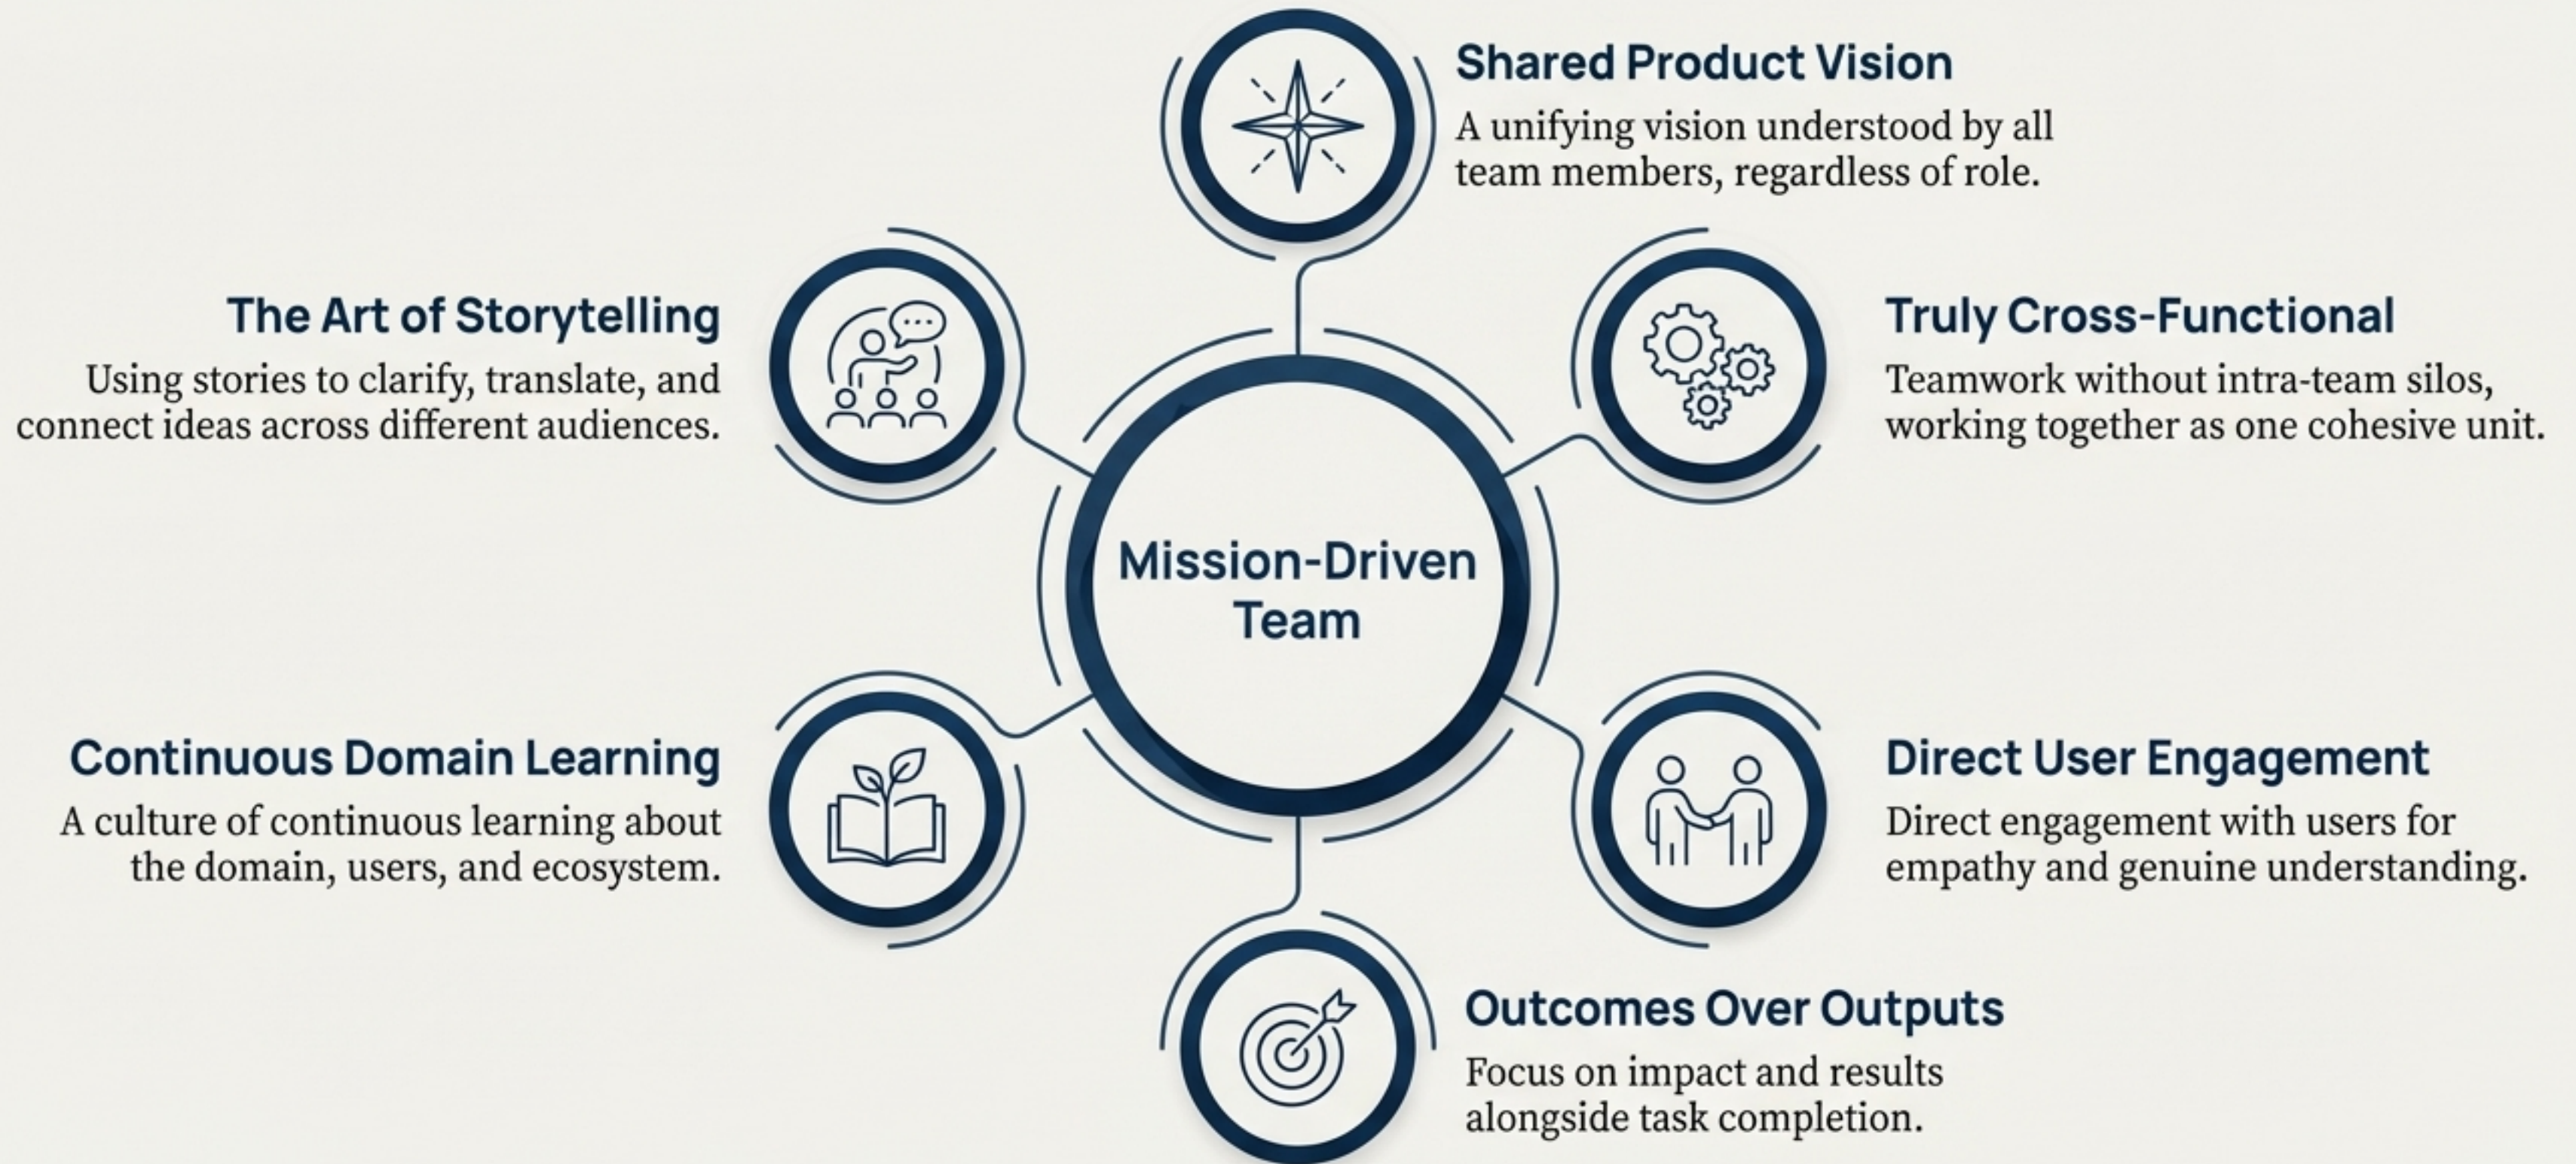 Shared Product Vision
A unifying vision understood by all
team members, regardless of role.
The Art of Storytelling
Using stories to clarify, translate, and
connect ideas across different audiences.
Truly Cross-Functional
Teamwork without intra-team silos,
working together as one cohesive unit.
Mission-Driven
Team
Continuous Domain Learning
A culture of continuous learning about
the domain, users, and ecosystem.
Direct User Engagement
Direct engagement with users for
empathy and genuine understanding.
Outcomes Over Outputs
Focus on impact and results
alongside task completion.